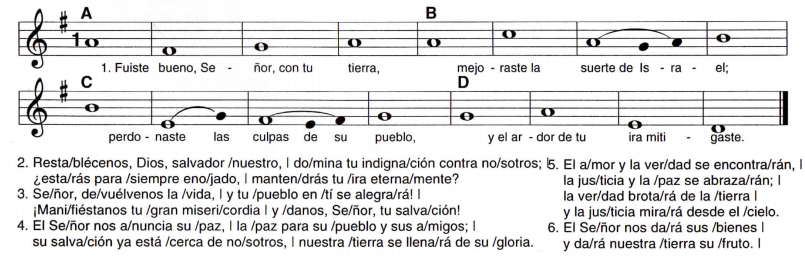 A B
1
1. Fuiste bueno, Se - ñor, con tu tierra, mejo - raste la suerte de Is - ra - el;
C D
perdo - naste las culpas de su pueblo, y el ar - dor de tu ira miti - gaste.
2. Resta/blécenos, Dios, salvador /nuestro, | do/mina tu indigna/ción contra no/sotros; |
¿esta/rás para /siempre eno/jado, | manten/drás tu /ira eterna/mente?
3. Se/ñor, de/vuélvenos la /vida, | y tu /pueblo en /tí se alegra/rá! |
¡Mani/fiéstanos tu /gran miseri/cordia | y /danos, Se/ñor, tu salva/ción!
4. El Se/ñor nos a/nuncia su /paz, | la /paz para su /pueblo y sus a/migos; |
su salva/ción ya está /cerca de no/sotros, | nuestra /tierra se llena/rá de su /gloria.
5. El a/mor y la ver/dad se encontra/rán, |
la jus/ticia y la /paz se abraza/rán; |
la ver/dad brota/rá de la /tierra |
y la jus/ticia mira/rá desde el /cielo.
6. El Se/ñor nos da/rá sus /bienes |
y da/rá nuestra /tierra su /fruto. |